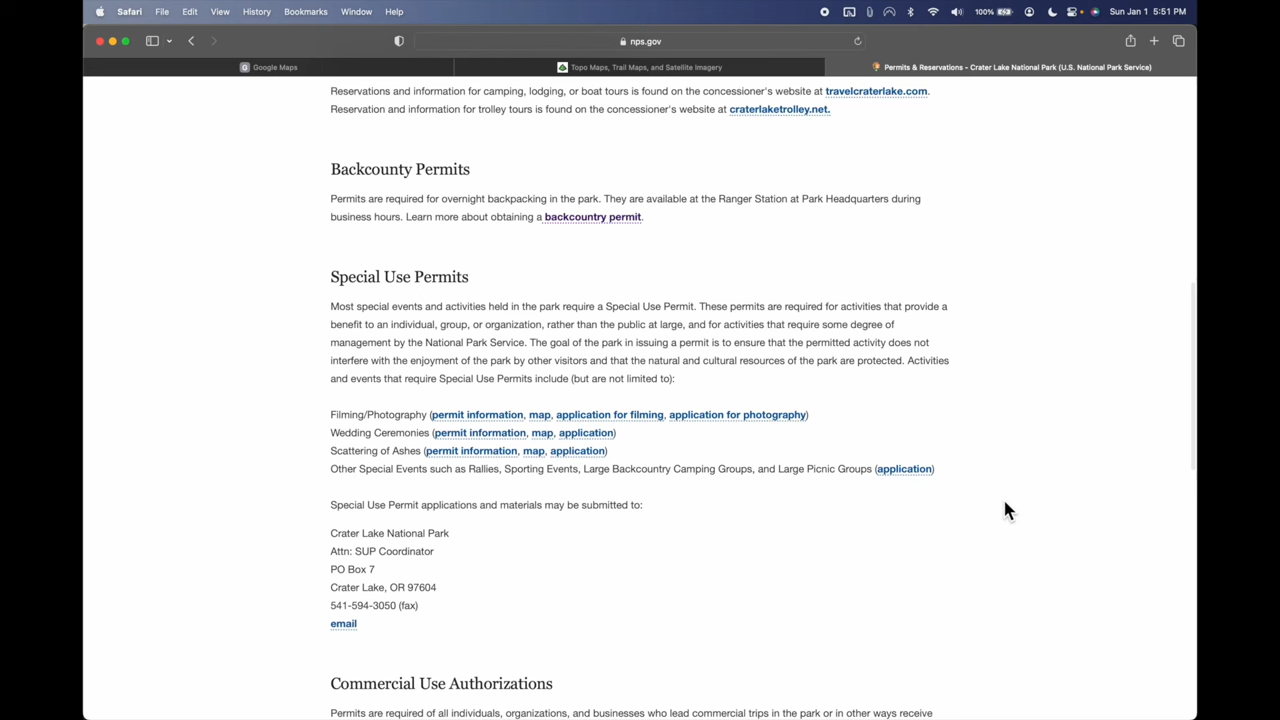 Safari File Edit View History Bookmarks Window Help 100% Sun Jan 1 5:51 PM
nps.gov
G Google Maps Topo Maps, Trail Maps, and Satellite Imagery Permits & Reservations - Crater Lake National Park (U.S. National Park Service)
Reservations and information for camping, lodging, or boat tours is found on the concessioner's website at travelcraterlake.com.
Reservation and information for trolley tours is found on the concessioner's website at craterlaketrolley.net.
Backcounty Permits
Permits are required for overnight backpacking in the park. They are available at the Ranger Station at Park Headquarters during
business hours. Learn more about obtaining a backcountry permit.
Special Use Permits
Most special events and activities held in the park require a Special Use Permit. These permits are required for activities that provide a
benefit to an individual, group, or organization, rather than the public at large, and for activities that require some degree of
management by the National Park Service. The goal of the park in issuing a permit is to ensure that the permitted activity does not
interfere with the enjoyment of the park by other visitors and that the natural and cultural resources of the park are protected. Activities
and events that require Special Use Permits include (but are not limited to):
Filming/Photography (permit information, map, application for filming, application for photography)
Wedding Ceremonies (permit information, map, application)
Scattering of Ashes (permit information, map, application)
Other Special Events such as Rallies, Sporting Events, Large Backcountry Camping Groups, and Large Picnic Groups (application)
Special Use Permit applications and materials may be submitted to:
Crater Lake National Park
Attn: SUP Coordinator
PO Box 7
Crater Lake, OR 97604
541-594-3050 (fax)
email
Commercial Use Authorizations
Permits are required of all individuals, organizations, and businesses who lead commercial trips in the park or in other ways receive